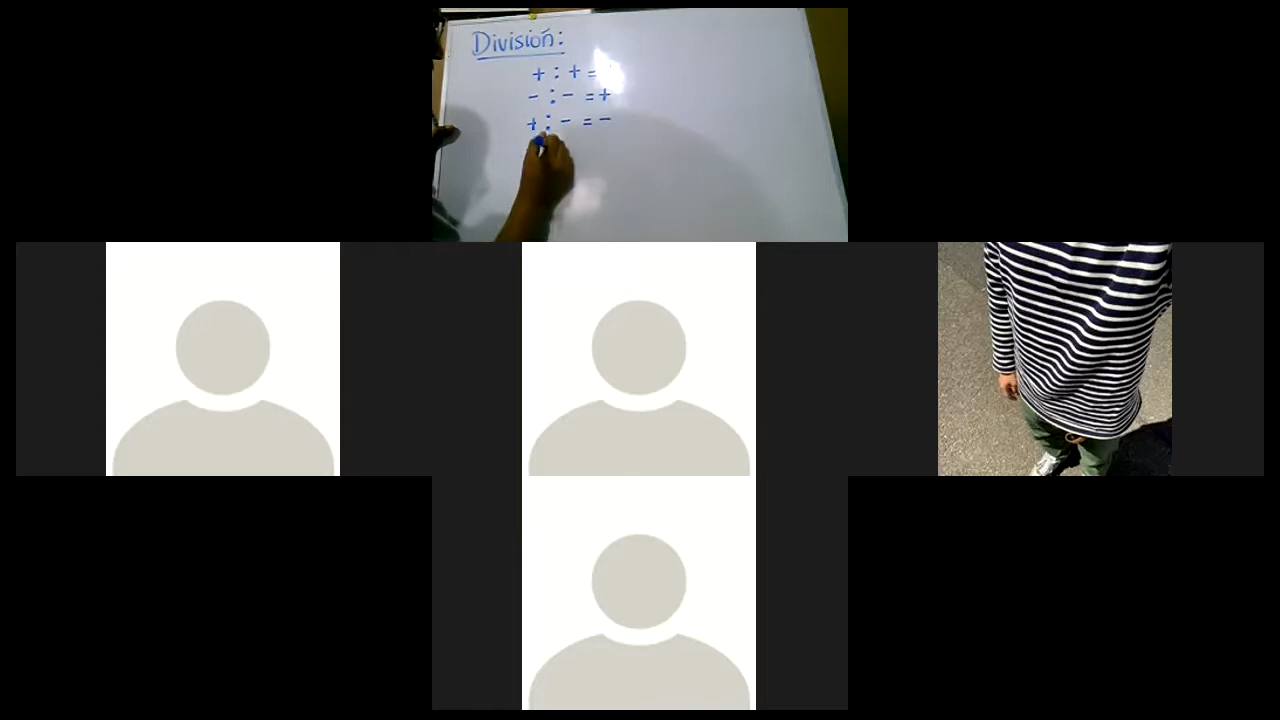 División:
+ : + =
- : - = +
+ : - = -